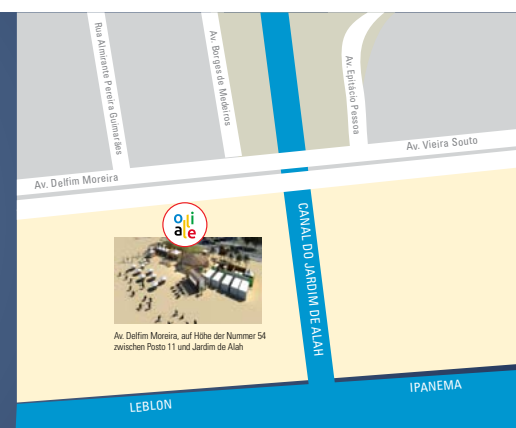 Rua Almirante Pereira Guimarães
Av. Borges de Medeiros
Av. Epitácio Pessoa
Av. Vieira Souto
Av. Delfim Moreira
oli
ale
CANAL DO JARDIM DE ALAH
Av. Delfim Moreira, auf Höhe der Nummer 54
zwischen Posto 11 und Jardim de Alah
LEBLON
IPANEMA